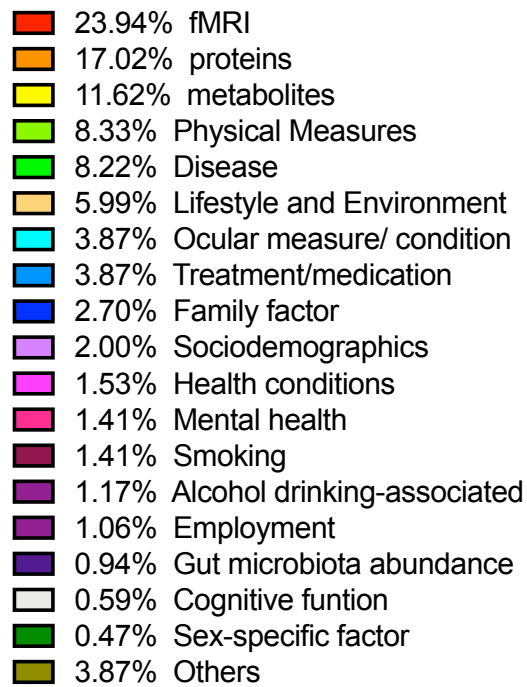 23.94% fMRI
17.02% proteins
11.62% metabolites
8.33% Physical Measures
8.22% Disease
5.99% Lifestyle and Environment
3.87% Ocular measure/ condition
3.87% Treatment/medication
2.70% Family factor
2.00% Sociodemographics
1.53% Health conditions
1.41% Mental health
1.41% Smoking
1.17% Alcohol drinking-associated
1.06% Employment
0.94% Gut microbiota abundance
0.59% Cognitive funtion
0.47% Sex-specific factor
3.87% Others